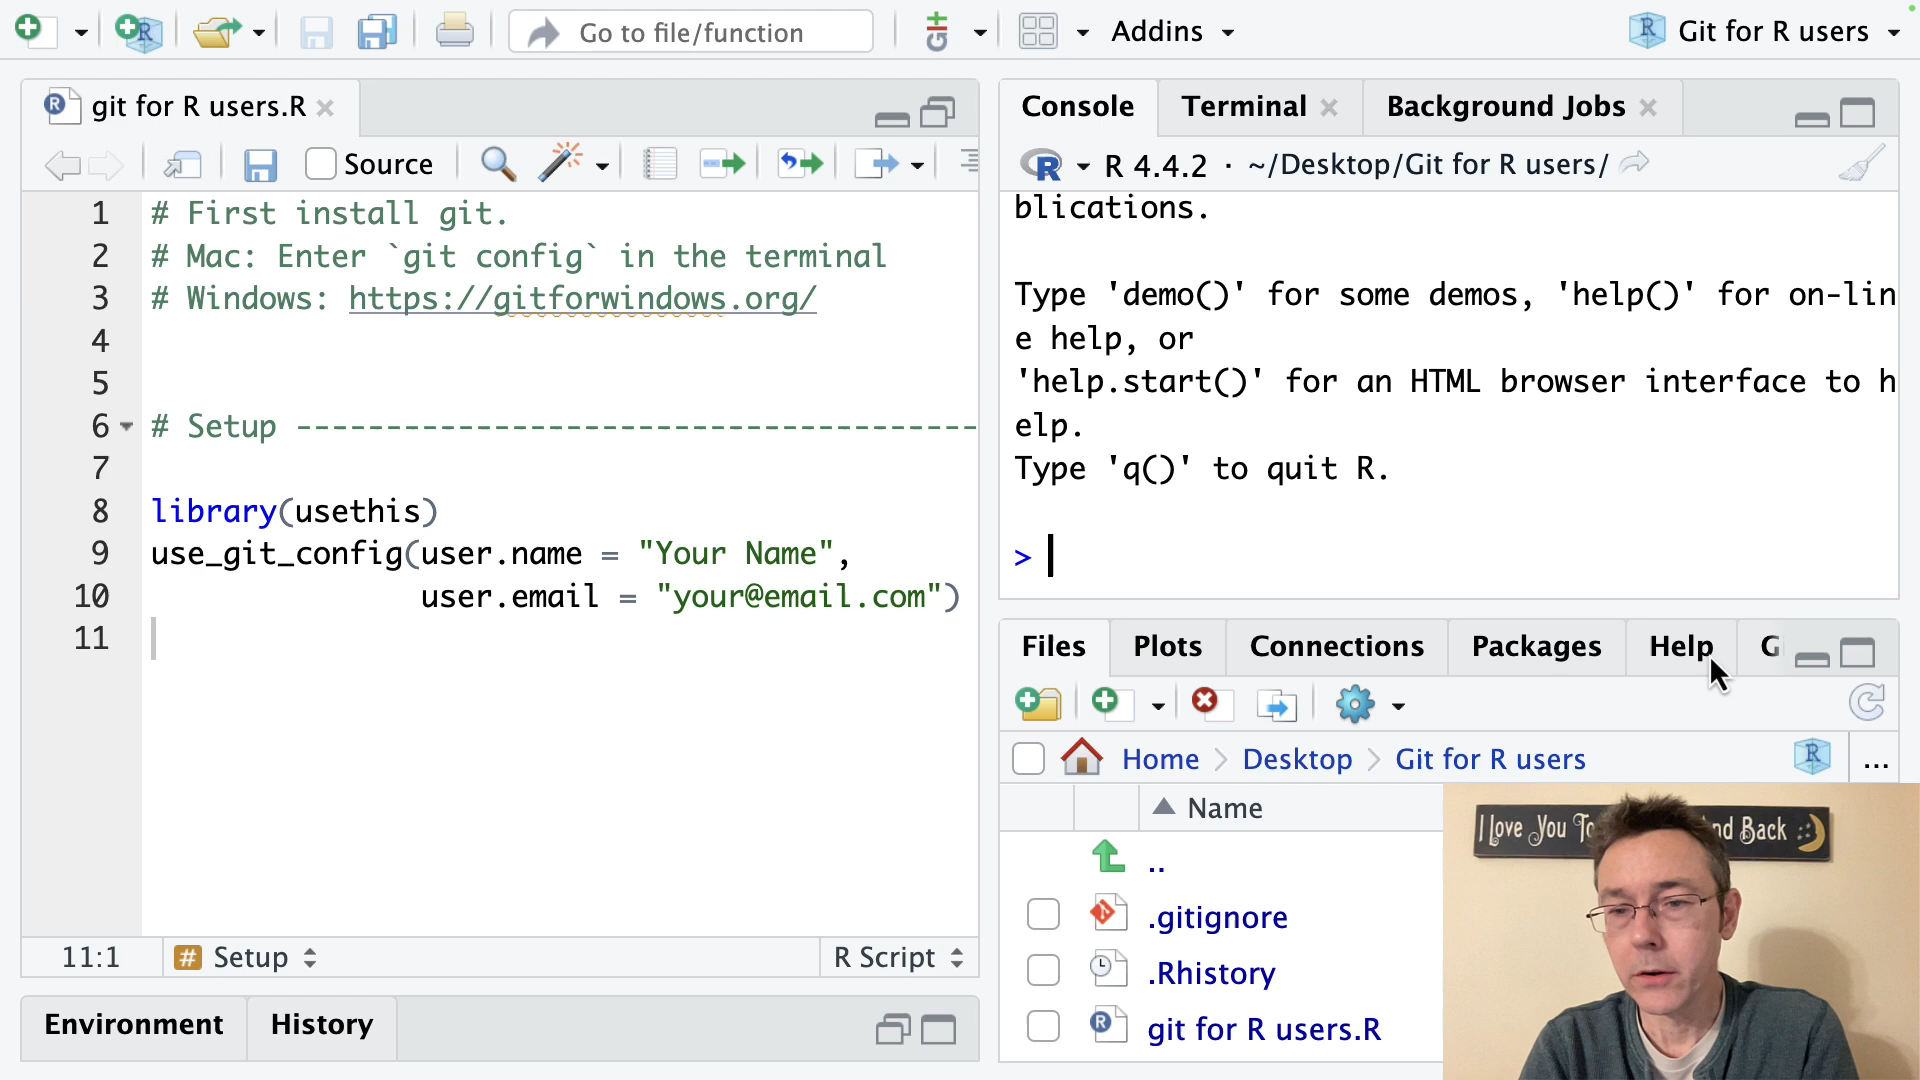 Go to file/function
Addins
Git for R users
git for R users.R
Source
1 # First install git.
2 # Mac: Enter `git config` in the terminal
3 # Windows: https://gitforwindows.org/
4
5
6 # Setup --------------------------------------
7
8 library(usethis)
9 use_git_config(user.name = "Your Name",
10 user.email = "your@email.com")
11
11:1
# Setup
R Script
Environment
History
Console
Terminal
Background Jobs
R 4.4.2 · ~/Desktop/Git for R users/
blications.
Type 'demo()' for some demos, 'help()' for on-lin
e help, or
'help.start()' for an HTML browser interface to h
elp.
Type 'q()' to quit R.
>
Files
Plots
Connections
Packages
Help
Home
Desktop
Git for R users
...
Name
..
.gitignore
.Rhistory
git for R users.R
I love You To
And Back